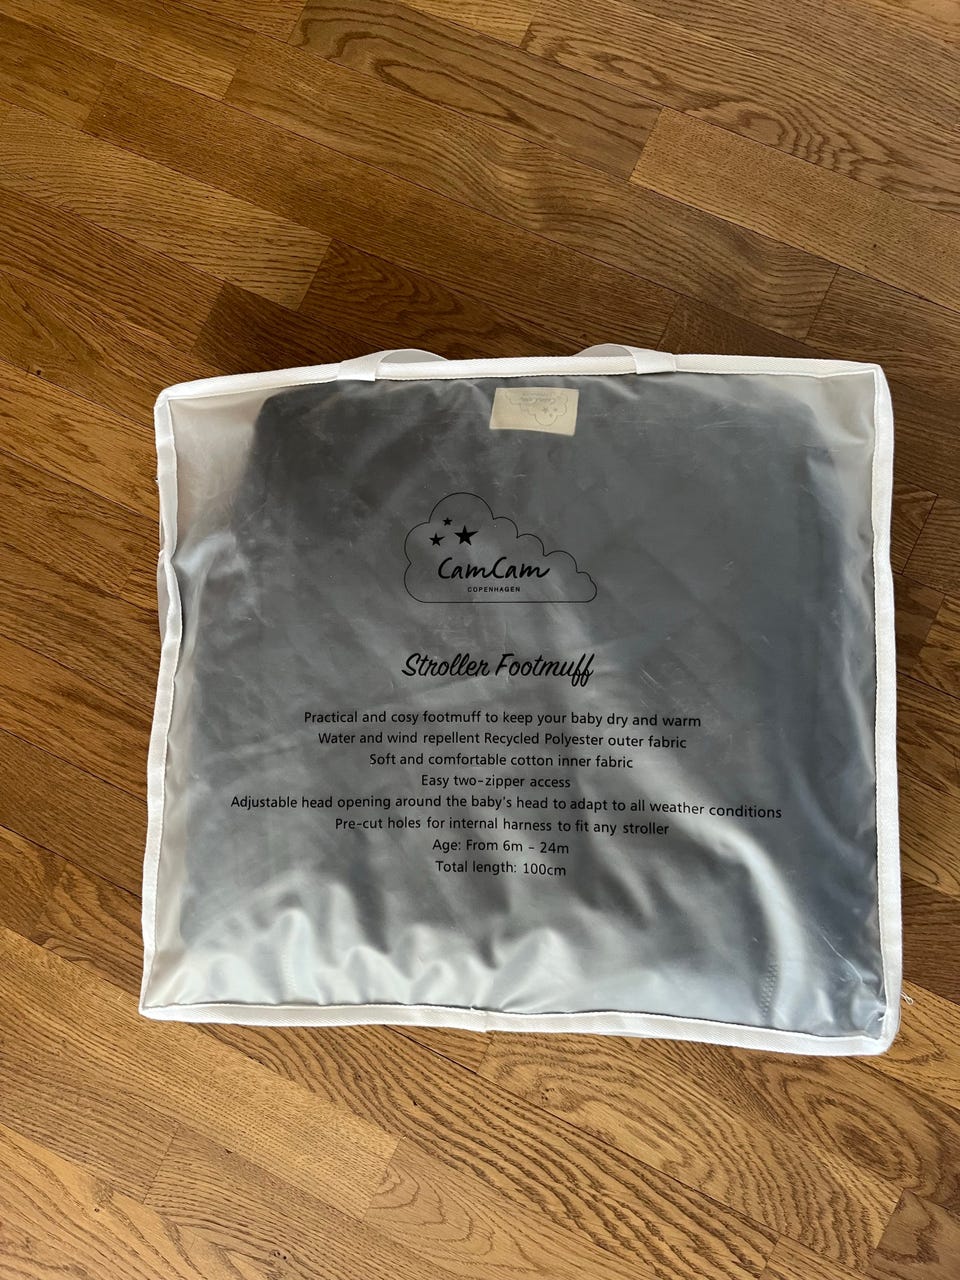 CamCam
COPENHAGEN
Stroller Footmuff
Practical and cosy footmuff to keep your baby dry and warm
Water and wind repellent Recycled Polyester outer fabric
Soft and comfortable cotton inner fabric
Easy two-zipper access
Adjustable head opening around the baby's head to adapt to all weather conditions
Pre-cut holes for internal harness to fit any stroller
Age: From 6m - 24m
Total length: 100cm